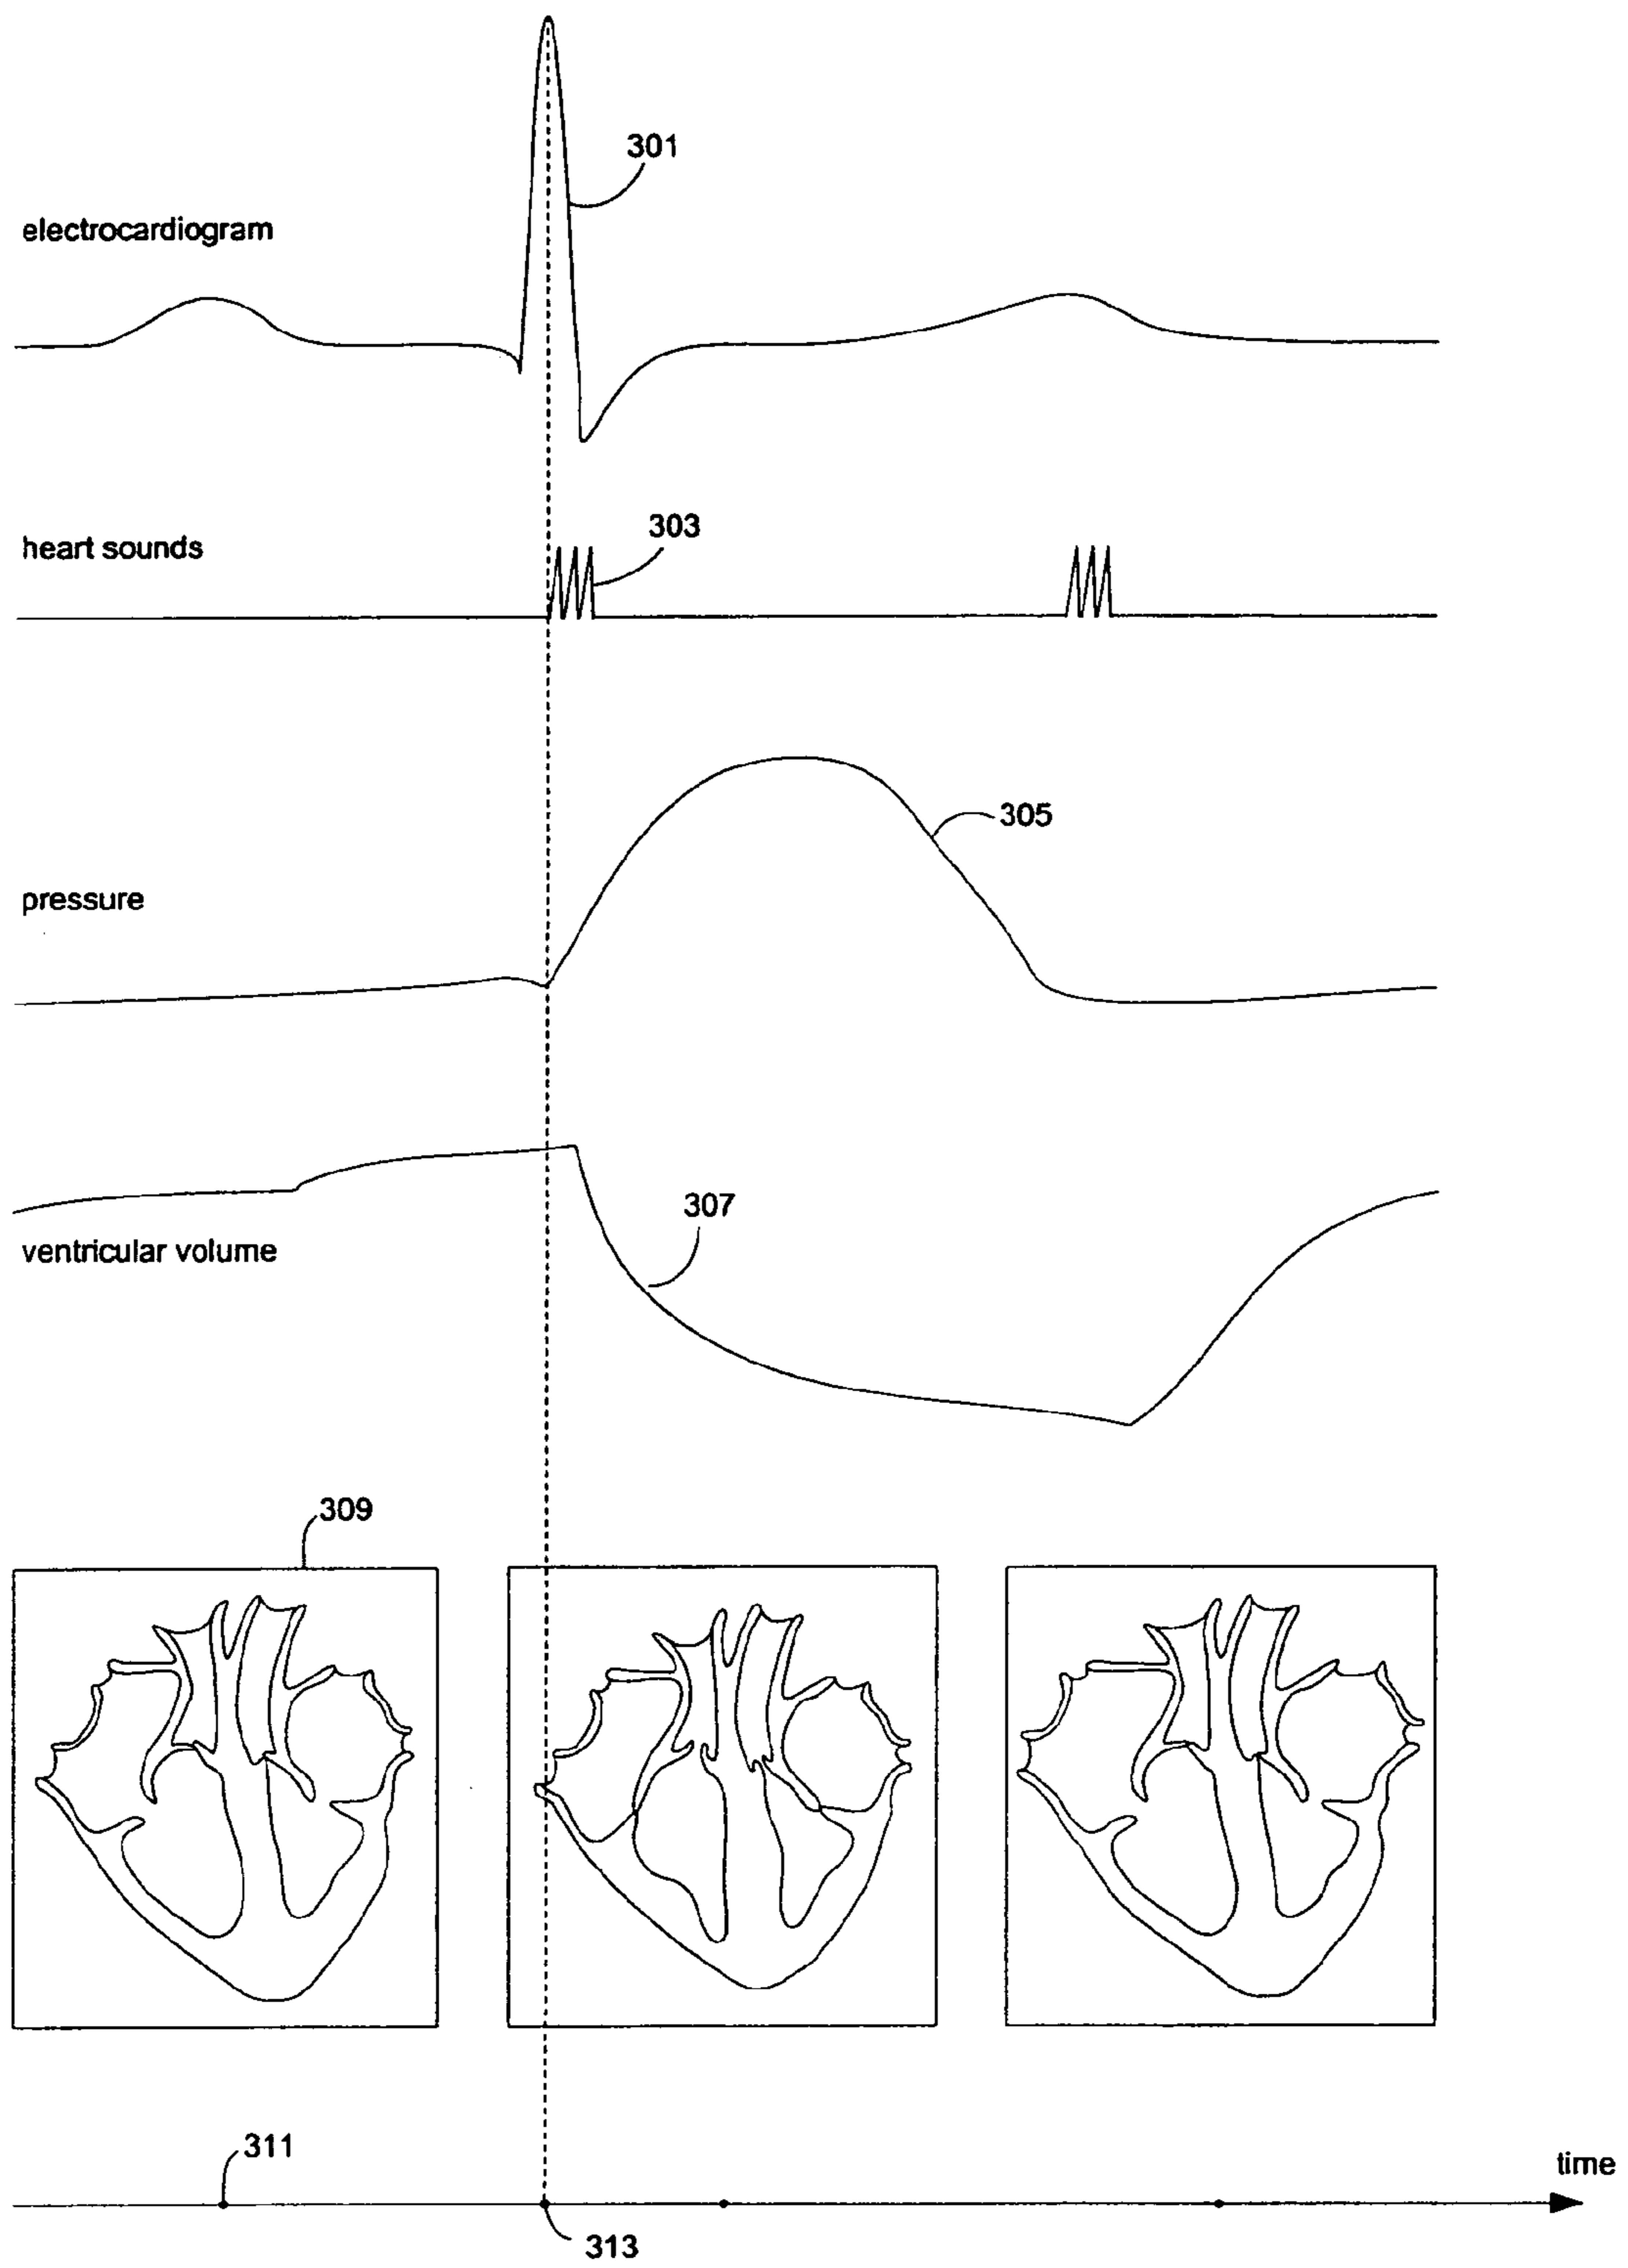 301
electrocardiogram
303
heart sounds
305
pressure
307
ventricular volume
309
311
time
313